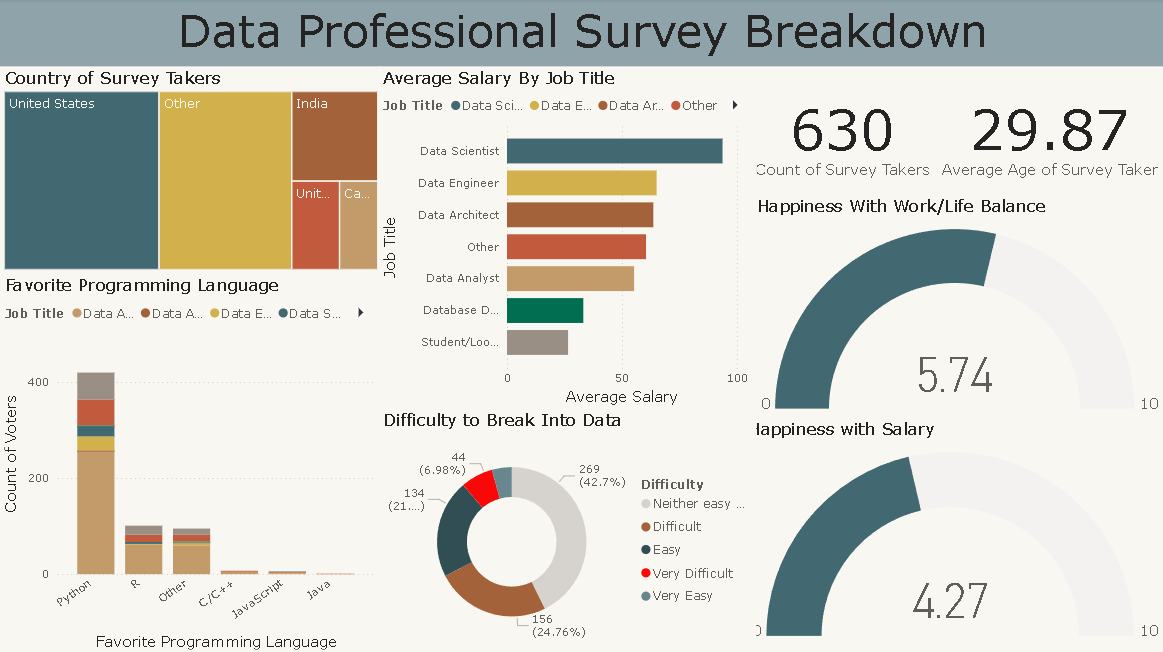 Data Professional Survey Breakdown
Country of Survey Takers
United States
Other
India
Unit...
Ca...
Average Salary By Job Title
Job Title Data Sci... Data E... Data Ar... Other
Job Title
Data Scientist
Data Engineer
Data Architect
Other
Data Analyst
Database D...
Student/Loo...
0 50 100
Average Salary
630
Count of Survey Takers
29.87
Average Age of Survey Taker
Happiness With Work/Life Balance
5.74
0 10
Favorite Programming Language
Job Title Data A... Data A... Data E... Data S...
Count of Voters
400
200
0
Python R Other C/C++ JavaScript Java
Favorite Programming Language
Difficulty to Break Into Data
44
(6.98%)
269
(42.7%)
134
(21....)
156
(24.76%)
Difficulty
Neither easy ...
Difficult
Easy
Very Difficult
Very Easy
Happiness with Salary
4.27
0 10